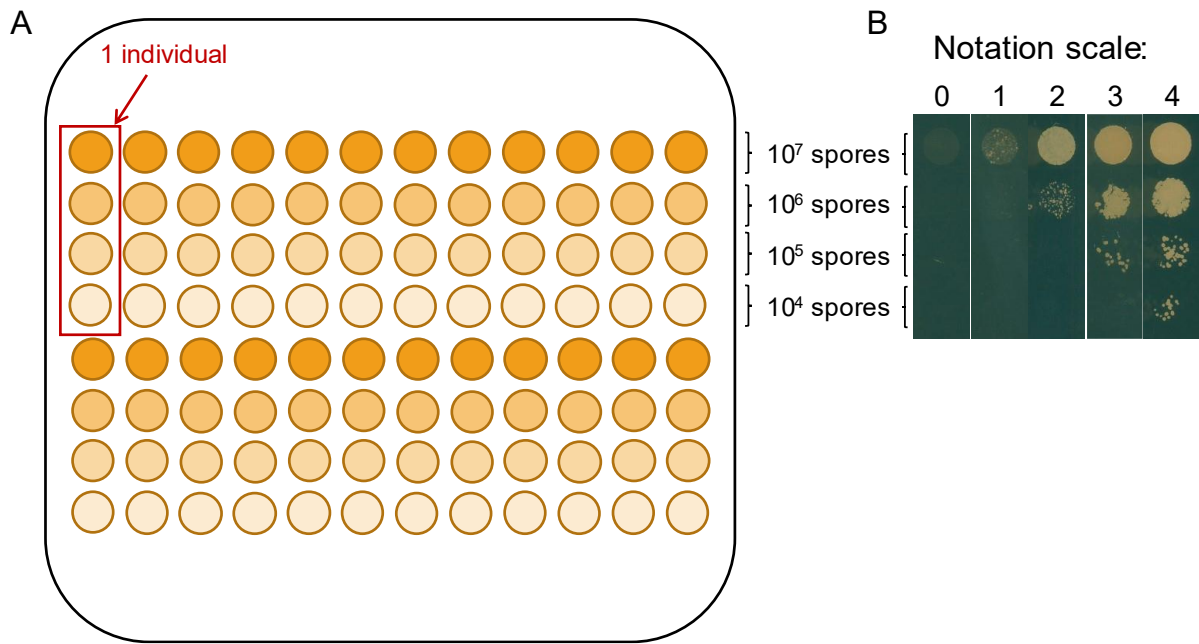 A
1 individual
B
Notation scale:
0 1 2 3 4
10⁷ spores
10⁶ spores
10⁵ spores
10⁴ spores